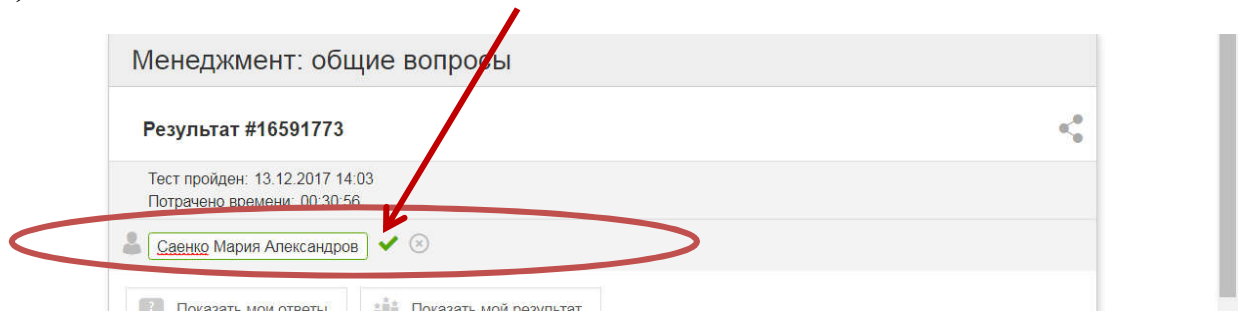 Менеджмент: общие вопросы
Результат #16591773
Тест пройден: 13.12.2017 14:03
Потрачено времени: 00:30:56
Саенко Мария Александров
Показать мои ответы
Показать мой результат